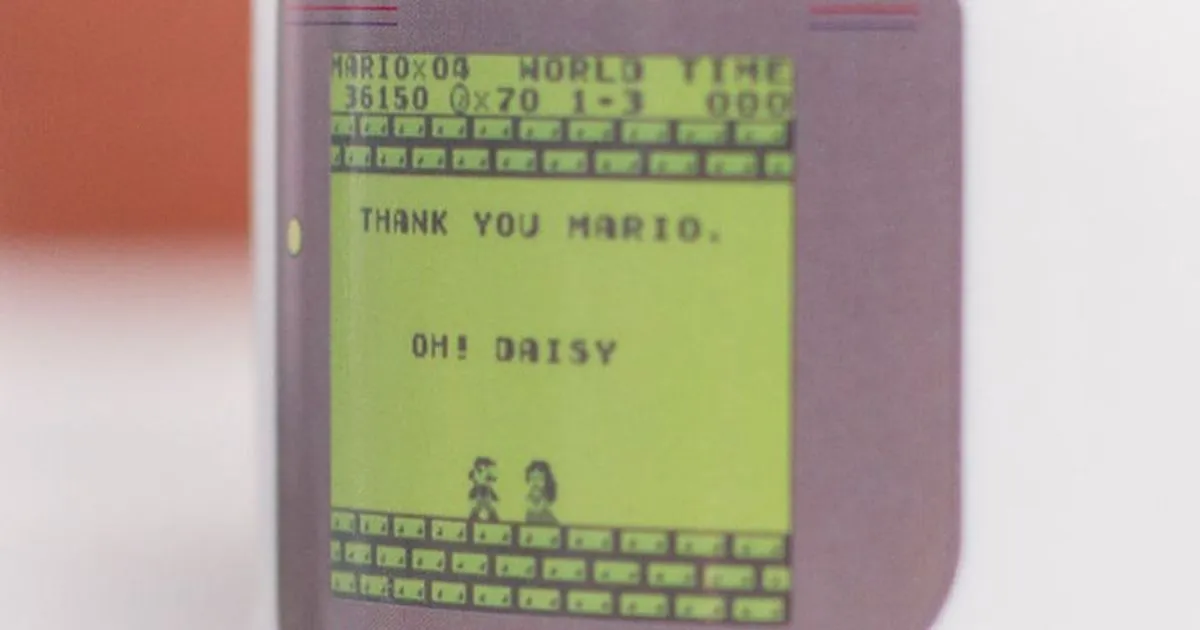 MARIO×04 WORLD TIME
36150 ×70 1-3 000
THANK YOU MARIO.
OH! DAISY